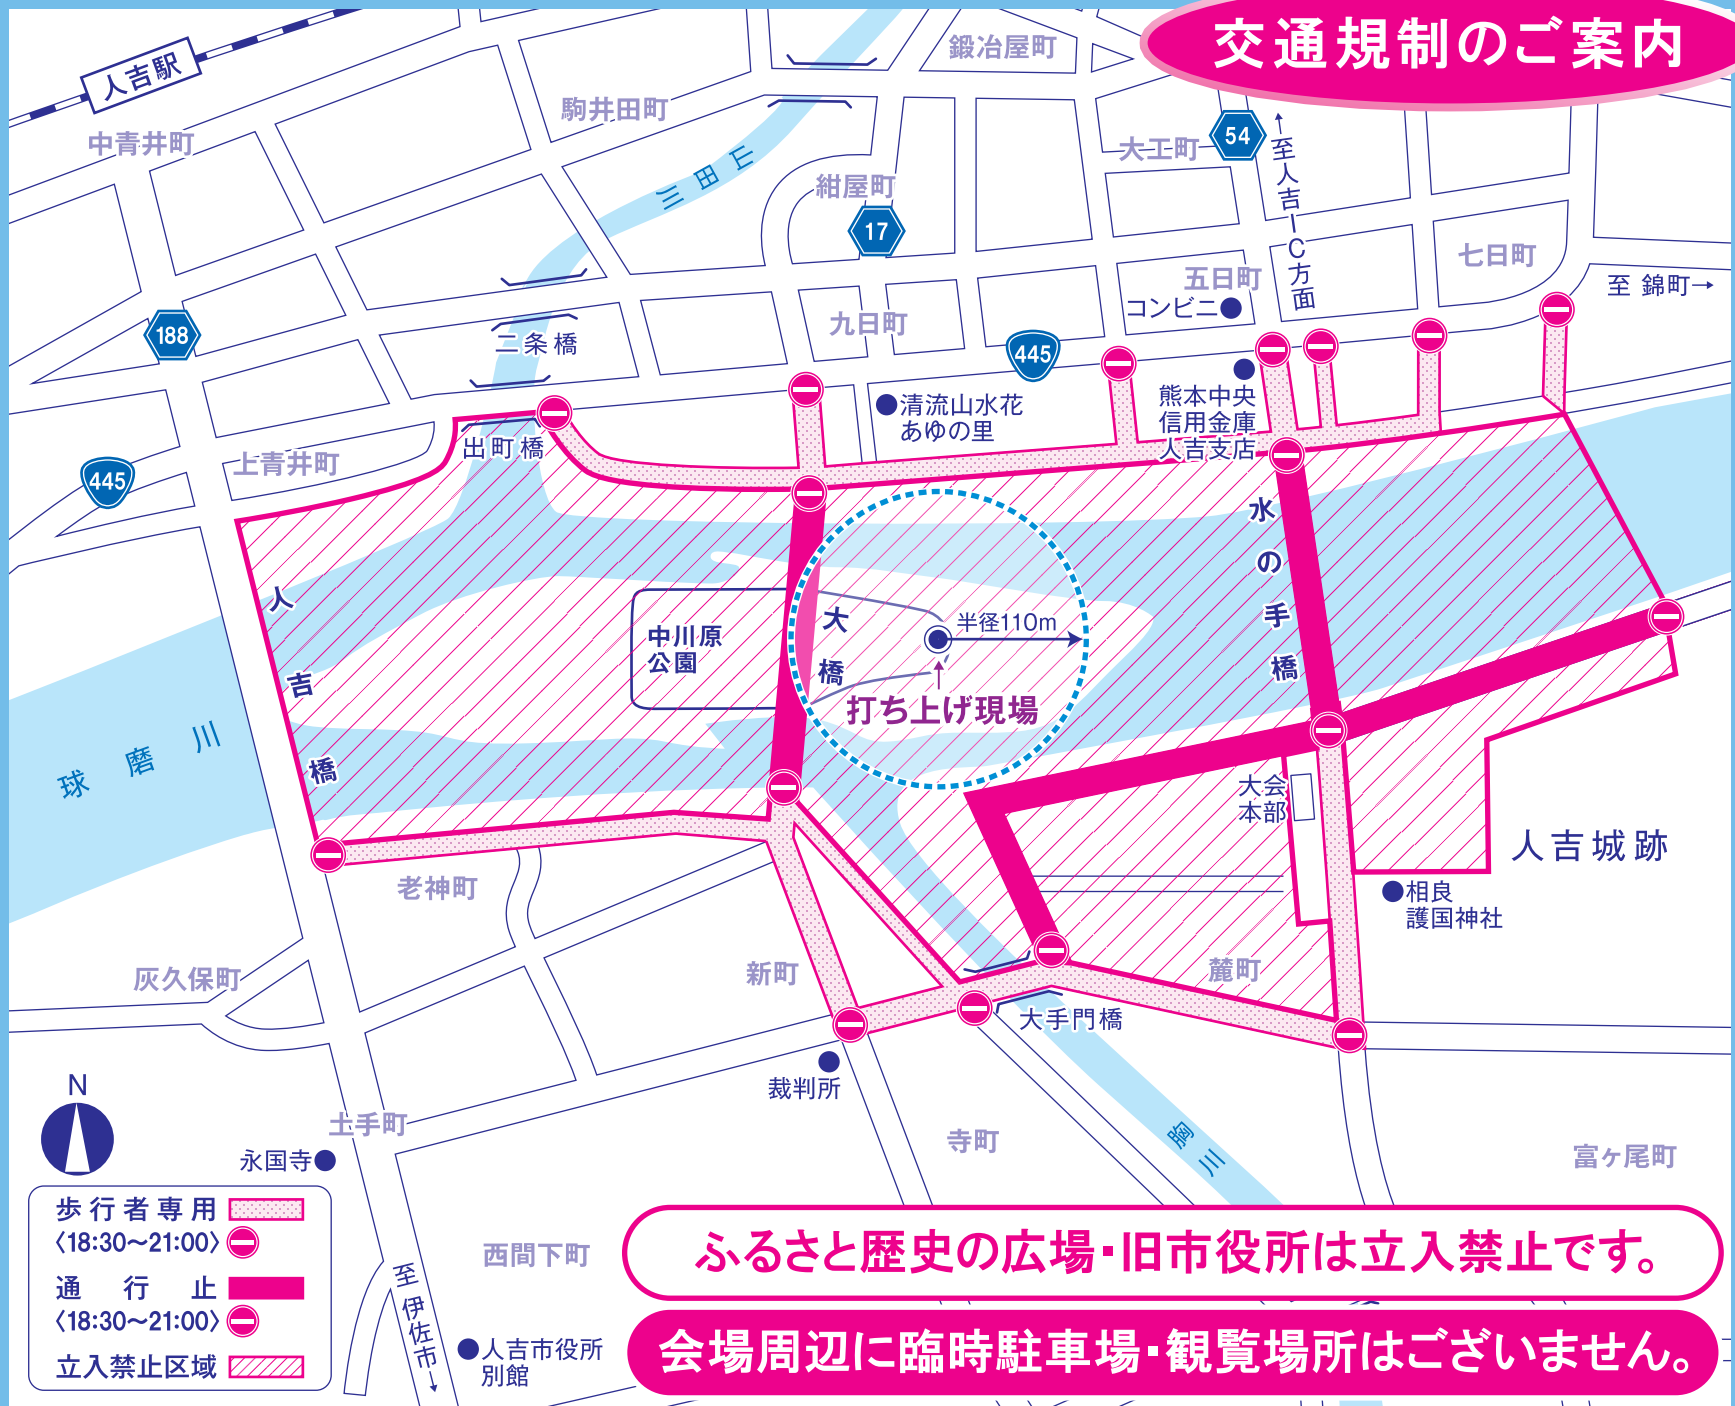 交通規制のご案内
人吉駅
鍛冶屋町
駒井田町
中青井町
大工町
54
至人吉IC方面
山田川
紺屋町
17
七日町
五日町
至 錦町→
コンビニ
188
九日町
二条橋
445
清流山水花
あゆの里
熊本中央
信用金庫
人吉支店
出町橋
上青井町
445
水の手橋
人吉橋
大橋
中川原
公園
半径110m
打ち上げ現場
球磨川
大会
本部
人吉城跡
老神町
相良
護国神社
灰久保町
新町
麓町
大手門橋
裁判所
N
土手町
寺町
胸川
永国寺
富ヶ尾町
歩行者専用
〈18:30〜21:00〉
通行止
〈18:30〜21:00〉
立入禁止区域
西間下町
至伊佐市
人吉市役所
別館
ふるさと歴史の広場・旧市役所は立入禁止です。
会場周辺に臨時駐車場・観覧場所はございません。